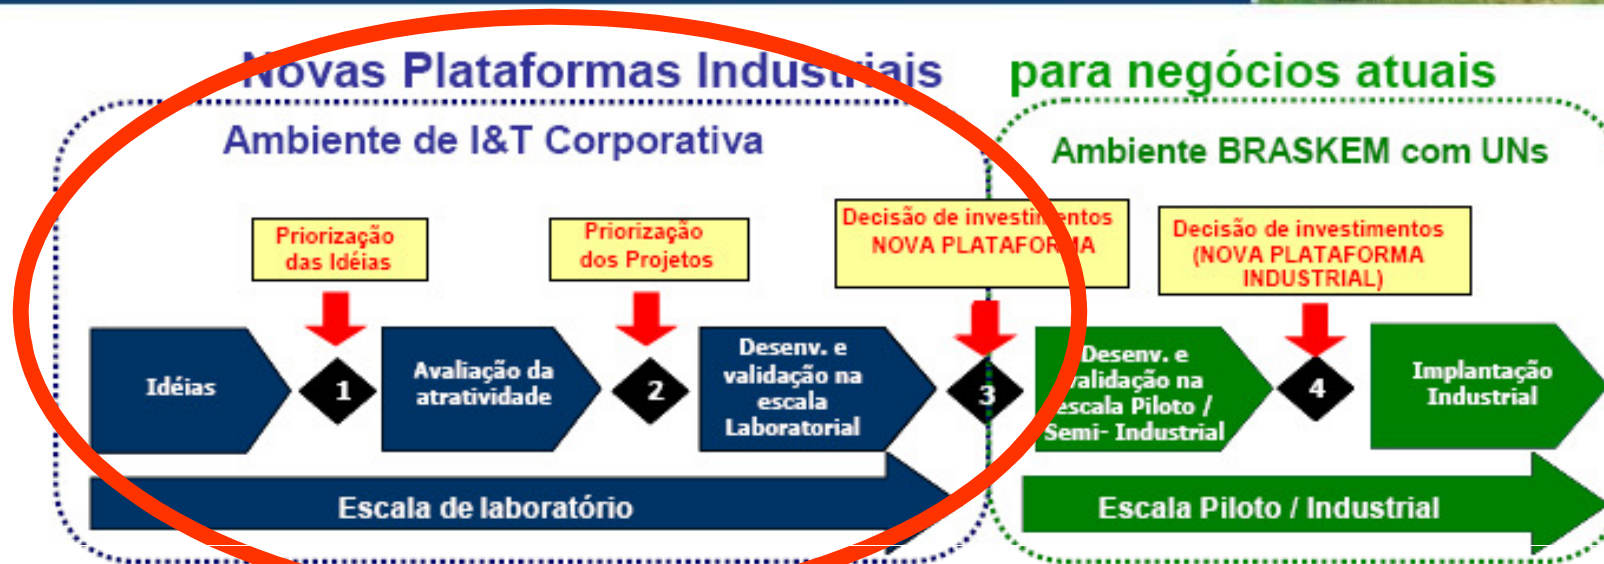 Novas Plataformas Industriais para negócios atuais
Ambiente de I&T Corporativa
Ambiente BRASKEM com UNs
Priorização
das Idéias
Priorização
dos Projetos
Decisão de investimentos
NOVA PLATAFORMA
Decisão de investimentos
(NOVA PLATAFORMA
INDUSTRIAL)
Idéias
1
Avaliação da
atratividade
2
Desenv. e
validação na
escala
Laboratorial
3
Desenv. e
validação na
escala Piloto /
Semi- Industrial
4
Implantação
Industrial
Escala de laboratório
Escala Piloto / Industrial